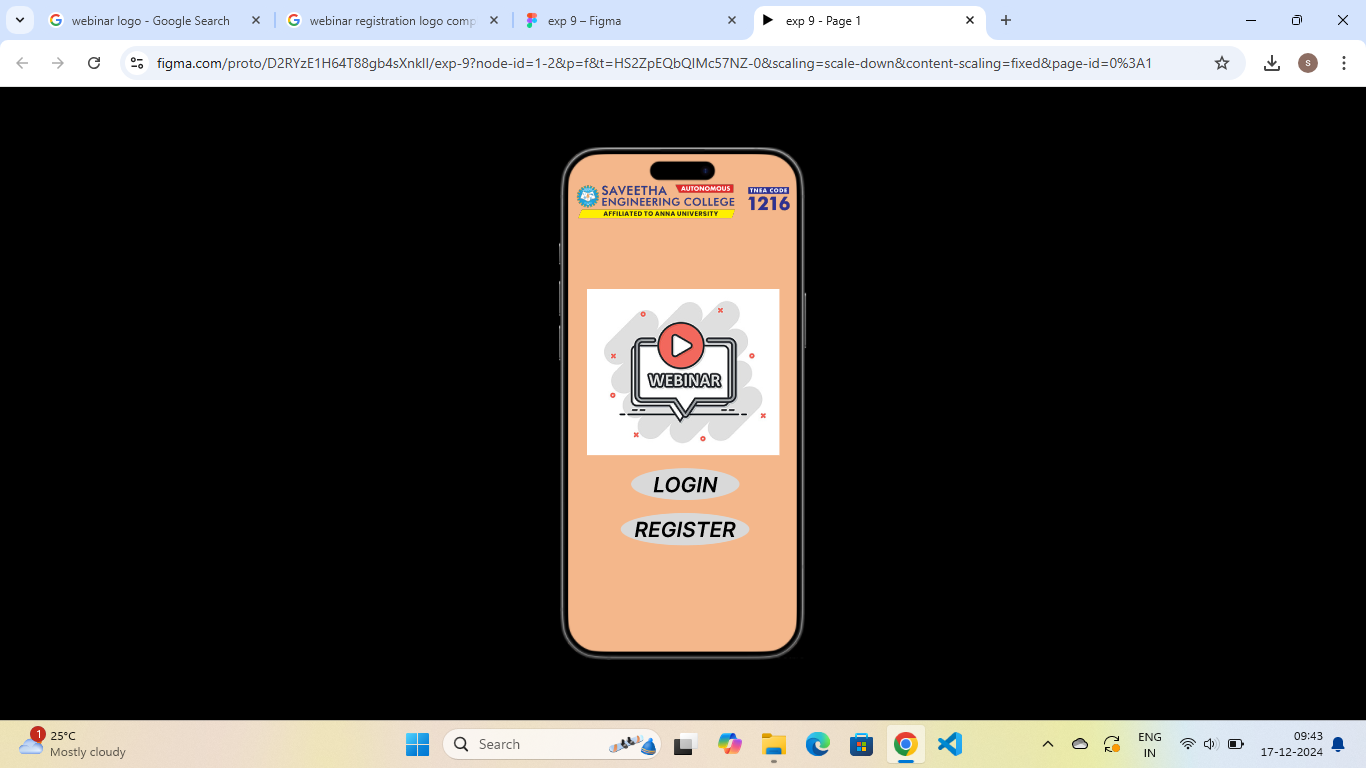 webinar logo - Google Search
webinar registration logo comp
exp 9 – Figma
exp 9 - Page 1
figma.com/proto/D2RYzE1H64T88gb4sXnkIl/exp-9?node-id=1-2&p=f&t=HS2ZpEQbQlMc57NZ-0&scaling=scale-down&content-scaling=fixed&page-id=0%3A1
s
SAVEETHA AUTONOMOUS
ENGINEERING COLLEGE
AFFILIATED TO ANNA UNIVERSITY
TNEA CODE
1216
WEBINAR
LOGIN
REGISTER
1
25°C
Mostly cloudy
Search
ENG
IN
09:43
17-12-2024